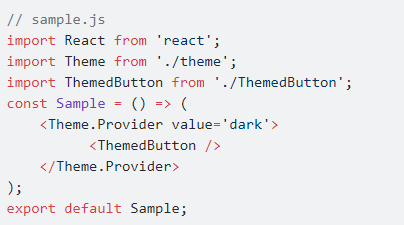 // sample.js
import React from 'react';
import Theme from './theme';
import ThemedButton from './ThemedButton';
const Sample = () => (
    <Theme.Provider value='dark'>
          <ThemedButton />
    </Theme.Provider>
);
export default Sample;